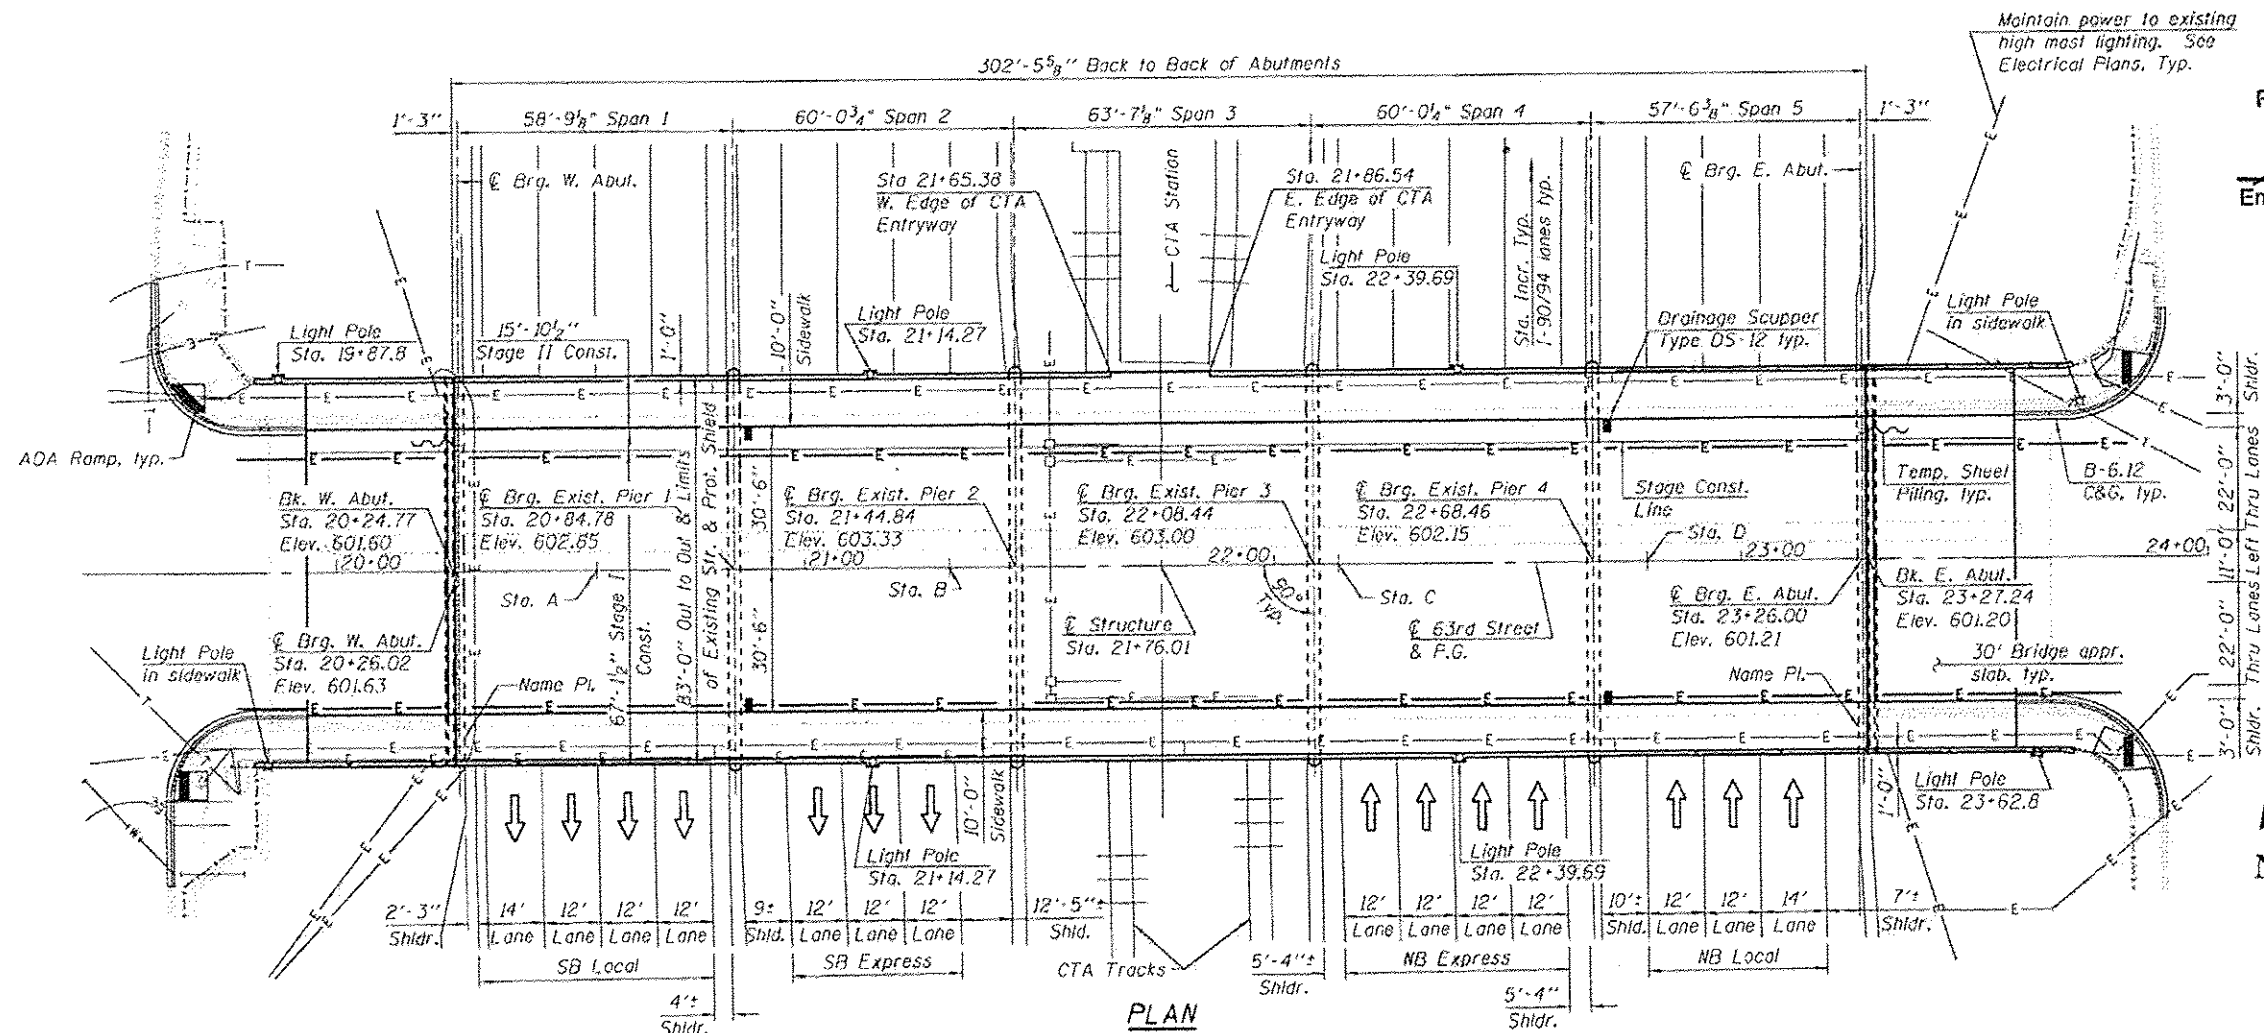 Maintain power to existing
high mast lighting. See
Electrical Plans, Typ.
302'-5 5/8" Back to Back of Abutments
1'-3"
58'-9 1/8" Span 1
60'-0 3/4" Span 2
63'-7 1/8" Span 3
60'-0 1/4" Span 4
57'-6 3/8" Span 5
1'-3"
℄ Brg. W. Abut.
Sta 21+65.38
W. Edge of CTA
Entryway
CTA Station
Sta. 21+86.54
E. Edge of CTA
Entryway
Sta. Incr. Typ.
I-90/94 lanes typ.
℄ Brg. E. Abut.
En
Light Pole
Sta. 19+87.8
15'-10 1/2"
Stage II Const.
1'-0"
10'-0"
Sidewalk
Light Pole
Sta. 21+14.27
Light Pole
Sta. 22+39.69
Drainage Scupper
Type DS-12 typ.
Light Pole
in sidewalk
ADA Ramp, typ.
Bk. W. Abut.
Sta. 20+24.77
Elev. 601.60
20+00
℄ Brg. Exist. Pier 1
Sta. 20+84.78
Elev. 602.65
67'-1 1/2" Stage I
Const.
83'-0" Out to Out & Limits
of Existing Str. & Prot. Shield
30'-6"
30'-6"
℄ Brg. Exist. Pier 2
Sta. 21+44.84
Elev. 603.33
21+00
℄ Brg. Exist. Pier 3
Sta. 22+08.44
Elev. 603.00
22+00
℄ Brg. Exist. Pier 4
Sta. 22+68.46
Elev. 602.15
Stage Const.
Line
Temp. Sheet
Piling, typ.
B-6.12
C&G, typ.
3'-0"
Shldr.
22'-0"
Thru Lanes
11'-0"
Left
22'-0"
Thru Lanes
3'-0"
Shldr.
Sta. A
Sta. B
Sta. C
Sta. D
23+00
24+00
90°
Typ.
℄ Brg. W. Abut.
Sta. 20+26.02
Elev. 601.63
℄ Structure
Sta. 21+76.01
℄ 63rd Street
& P.G.
℄ Brg. E. Abut.
Sta. 23+26.00
Elev. 601.21
Bk. E. Abut.
Sta. 23+27.24
Elev. 601.20
30' Bridge appr.
slab, typ.
Light Pole
in sidewalk
Name Pl.
Name Pl.
10'-0"
Sidewalk
1'-0"
Light Pole
Sta. 21+14.27
Light Pole
Sta. 22+39.69
Light Pole
Sta. 23+62.8
2'-3"
Shldr.
14'
Lane
12'
Lane
12'
Lane
12'
Lane
9±
Shld.
12'
Lane
12'
Lane
12'
Lane
12'-5"±
Shld.
12'
Lane
12'
Lane
12'
Lane
12'
Lane
10'±
Shld.
12'
Lane
12'
Lane
14'
Lane
7'±
Shldr.
SB Local
SB Express
CTA Tracks
5'-4"±
Shldr.
NB Express
NB Local
4'±
Shldr.
5'-4"
Shldr.
PLAN